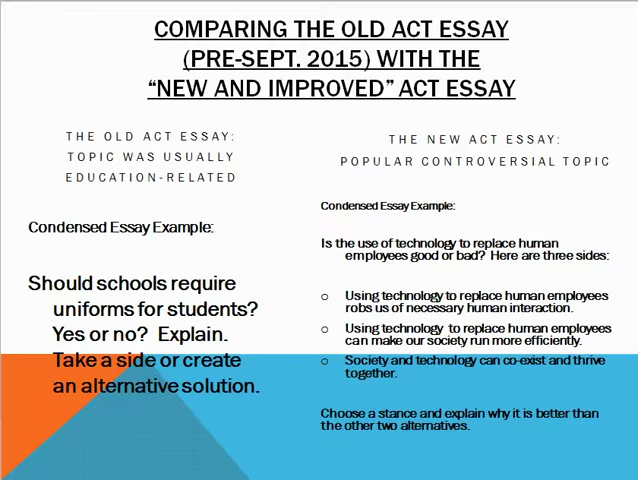 COMPARING THE OLD ACT ESSAY
(PRE-SEPT. 2015) WITH THE
“NEW AND IMPROVED” ACT ESSAY
THE OLD ACT ESSAY:
TOPIC WAS USUALLY
EDUCATION-RELATED
Condensed Essay Example:
Should schools require
uniforms for students?
Yes or no? Explain.
Take a side or create
an alternative solution.
THE NEW ACT ESSAY:
POPULAR CONTROVERSIAL TOPIC
Condensed Essay Example:
Is the use of technology to replace human
employees good or bad? Here are three sides:
o Using technology to replace human employees
robs us of necessary human interaction.
o Using technology to replace human employees
can make our society run more efficiently.
o Society and technology can co-exist and thrive
together.
Choose a stance and explain why it is better than
the other two alternatives.